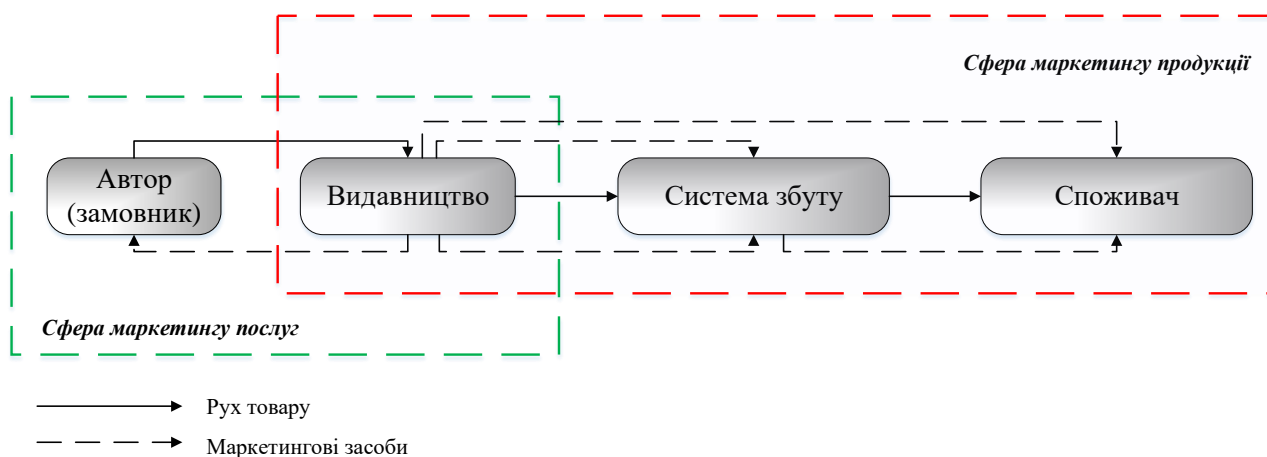 Сфера маркетингу продукції
Автор
(замовник)
Видавництво
Система збуту
Споживач
Сфера маркетингу послуг
Рух товару
Маркетингові засоби